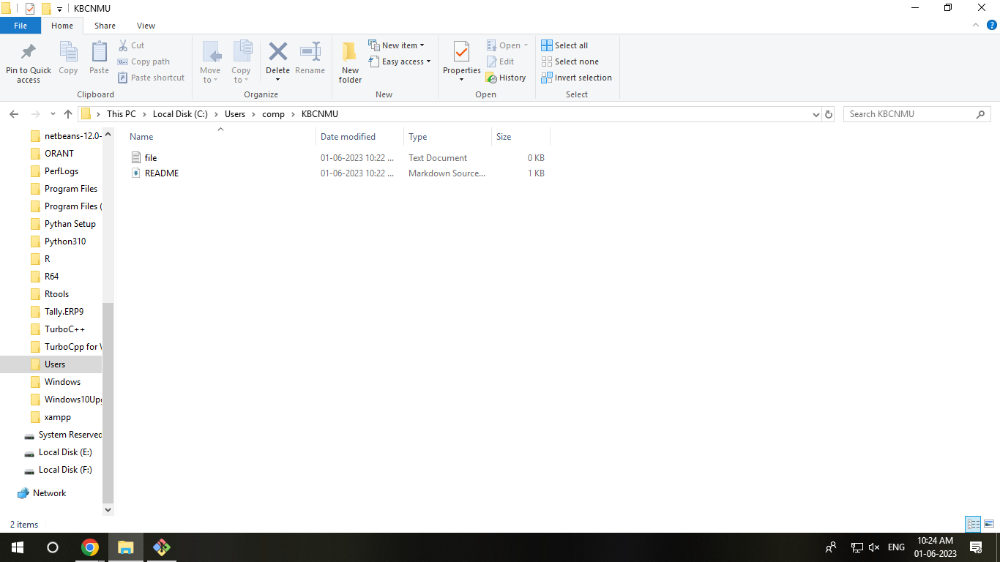 KBCNMU
File Home Share View
Pin to Quick access
Copy
Paste
Cut
Copy path
Paste shortcut
Clipboard
Move to
Copy to
Delete
Rename
Organize
New folder
New item
Easy access
New
Properties
Open
Edit
History
Open
Select all
Select none
Invert selection
Select
This PC > Local Disk (C:) > Users > comp > KBCNMU
Search KBCNMU
Name Date modified Type Size
file 01-06-2023 10:22 ... Text Document 0 KB
README 01-06-2023 10:22 ... Markdown Source... 1 KB
netbeans-12.0-
ORANT
PerfLogs
Program Files
Program Files (
Pythan Setup
Python310
R
R64
Rtools
Tally.ERP9
TurboC++
TurboCpp for W
Users
Windows
Windows10Upg
xampp
System Reserved
Local Disk (E:)
Local Disk (F:)
Network
2 items
ENG
10:24 AM
01-06-2023